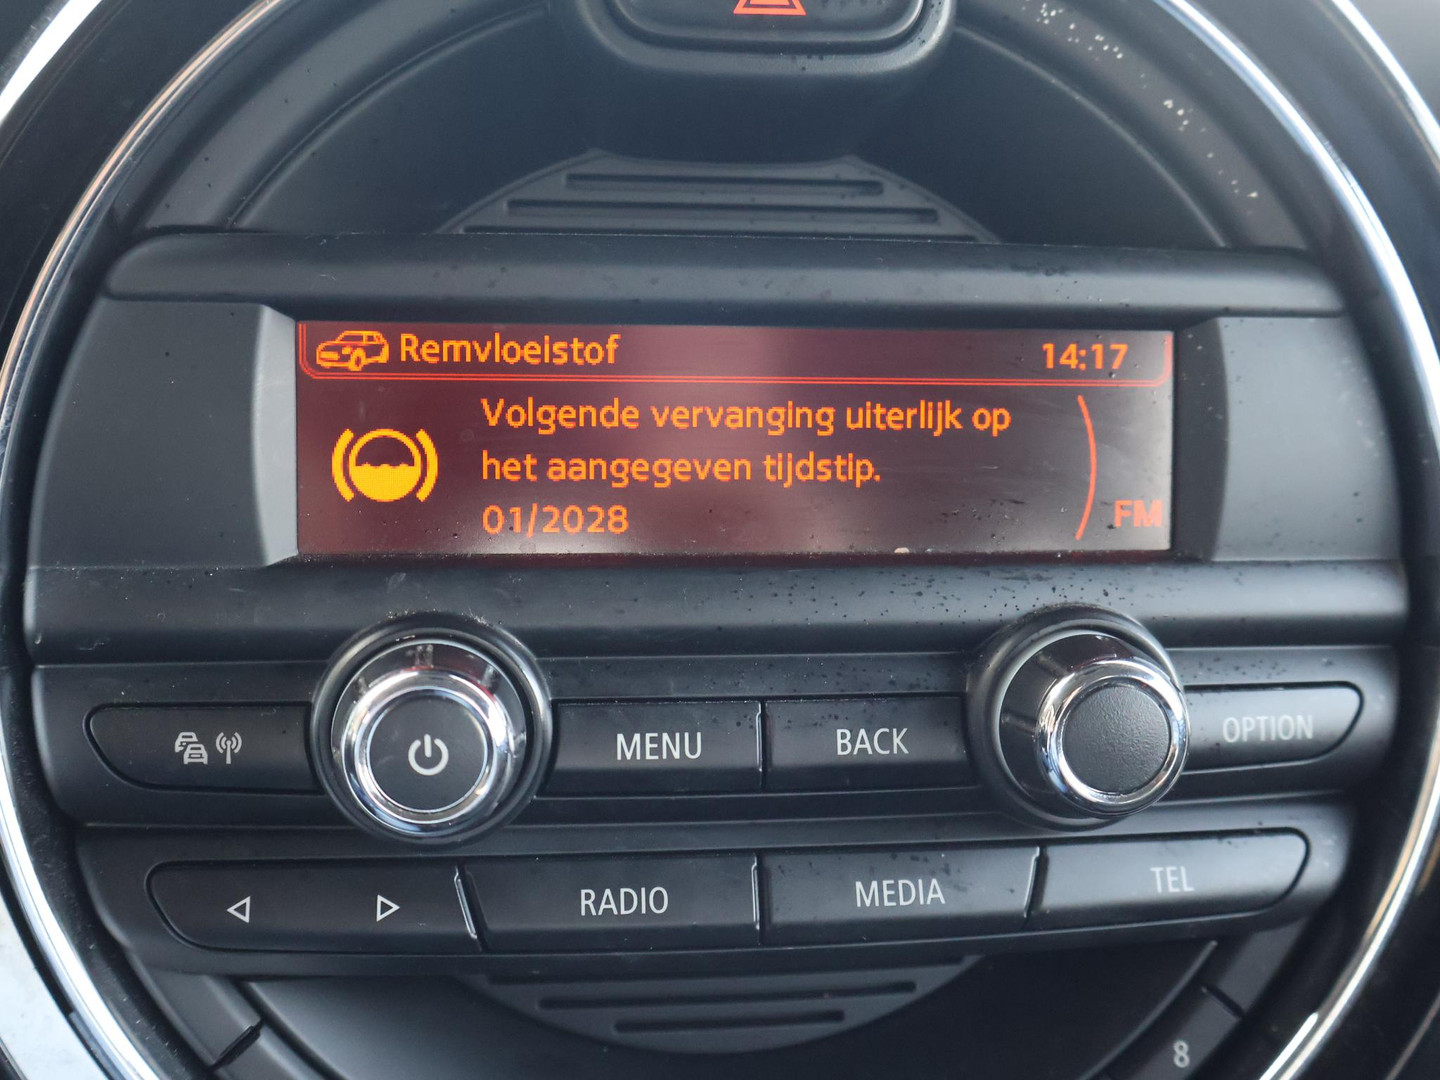 Remvloeistof
14:17
Volgende vervanging uiterlijk op
het aangegeven tijdstip.
01/2028
FM
MENU
BACK
OPTION
RADIO
MEDIA
TEL
8